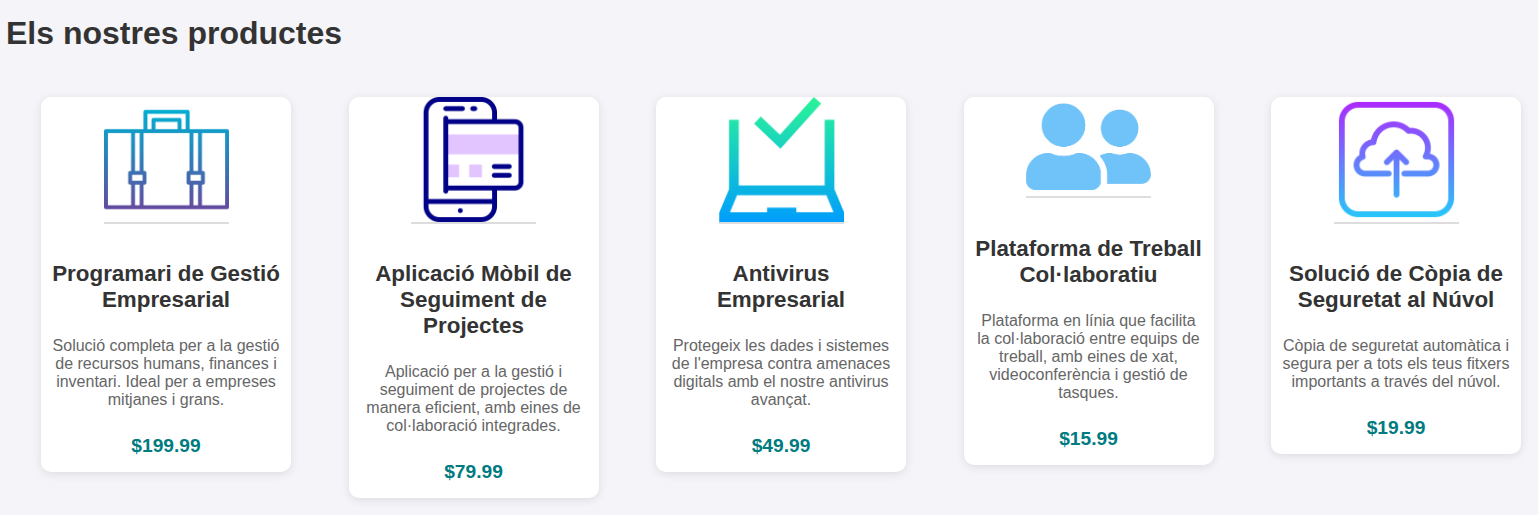 Els nostres productes
Programari de Gestió
Empresarial
Solució completa per a la gestió
de recursos humans, finances i
inventari. Ideal per a empreses
mitjanes i grans.
$199.99
Aplicació Mòbil de
Seguiment de
Projectes
Aplicació per a la gestió i
seguiment de projectes de
manera eficient, amb eines de
col·laboració integrades.
$79.99
Antivirus
Empresarial
Protegeix les dades i sistemes
de l'empresa contra amenaces
digitals amb el nostre antivirus
avançat.
$49.99
Plataforma de Treball
Col·laboratiu
Plataforma en línia que facilita
la col·laboració entre equips de
treball, amb eines de xat,
videoconferència i gestió de
tasques.
$15.99
Solució de Còpia de
Seguretat al Núvol
Còpia de seguretat automàtica i
segura per a tots els teus fitxers
importants a través del núvol.
$19.99